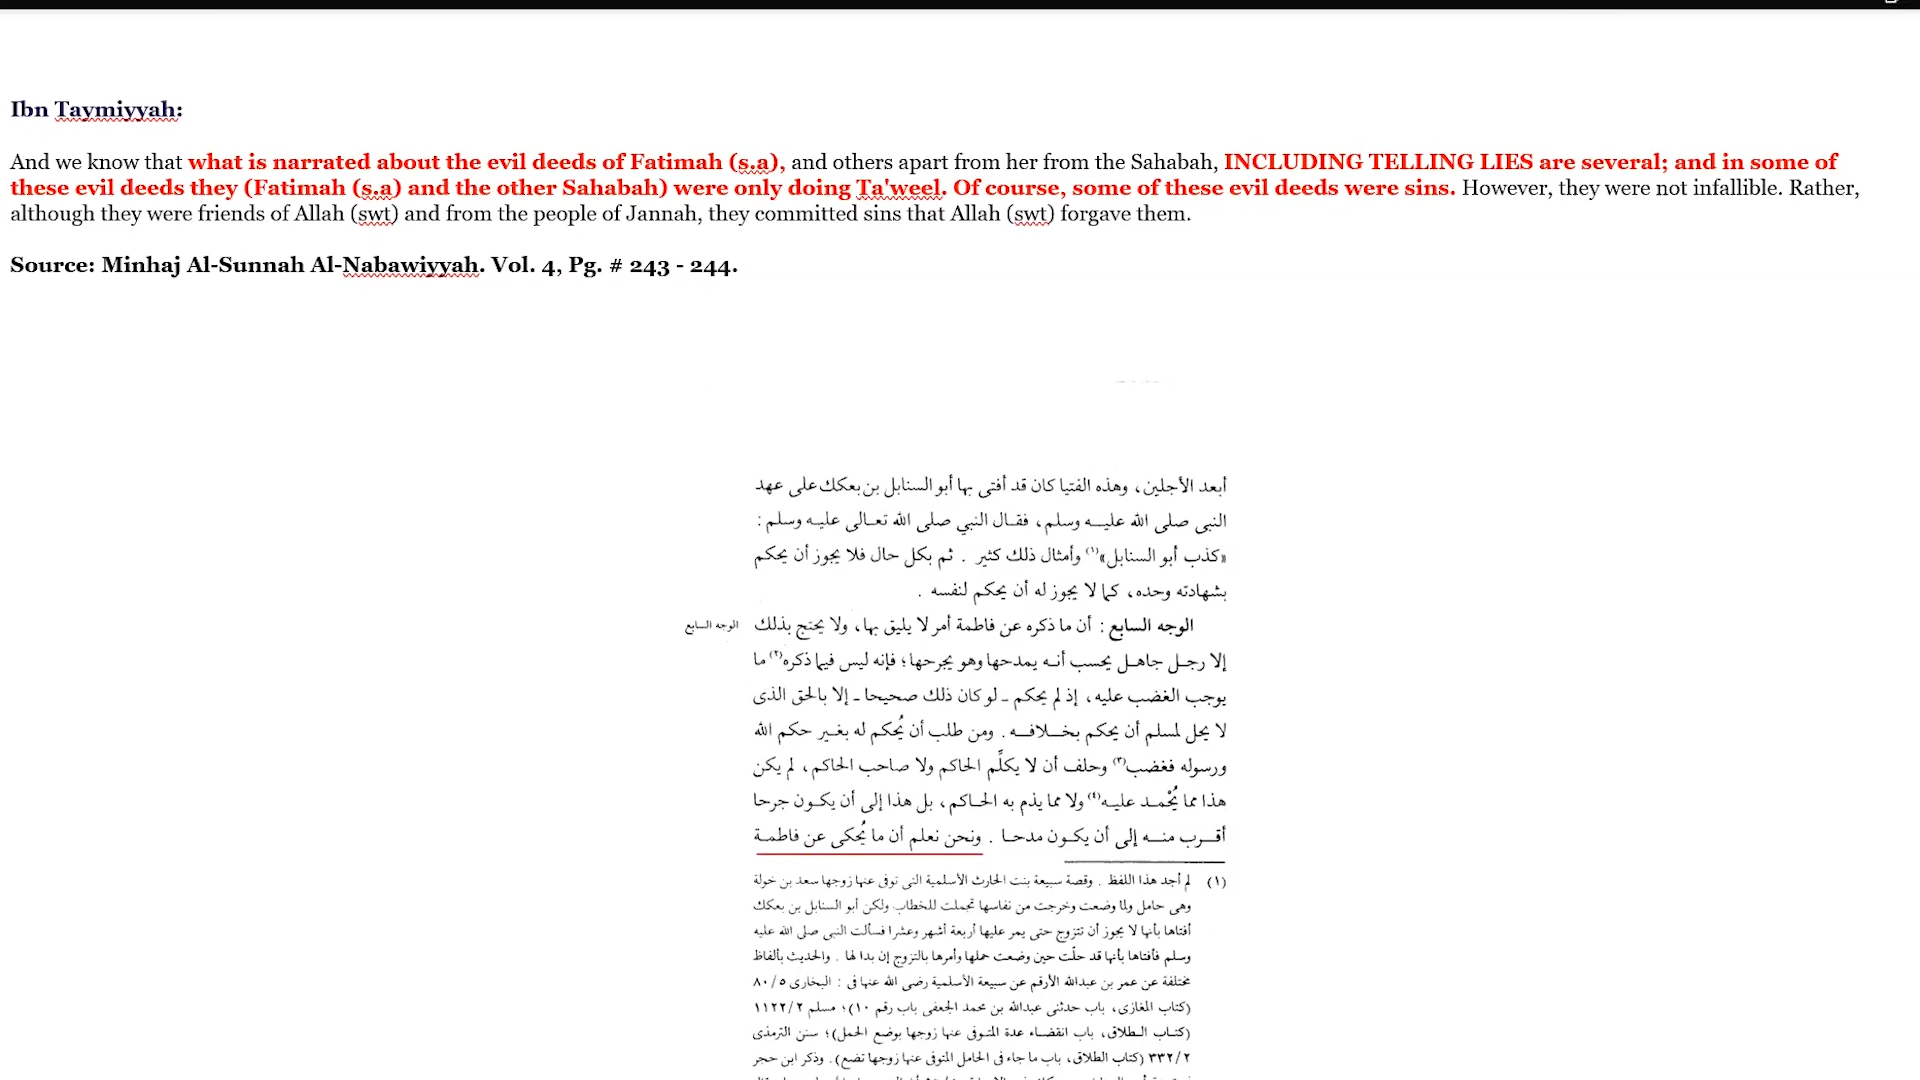 Ibn Taymiyyah:
And we know that what is narrated about the evil deeds of Fatimah (s.a), and others apart from her from the Sahabah, INCLUDING TELLING LIES are several; and in some of
these evil deeds they (Fatimah (s.a) and the other Sahabah) were only doing Ta'weel. Of course, some of these evil deeds were sins. However, they were not infallible. Rather,
although they were friends of Allah (swt) and from the people of Jannah, they committed sins that Allah (swt) forgave them.
Source: Minhaj Al-Sunnah Al-Nabawiyyah. Vol. 4, Pg. # 243 - 244.
أبعد الأجلين، وهذه الفتيا كان قد أفتى بها أبو السنابل بن بعكك على عهد
النبى صلى الله عليه وسلم، فقال النبي صلى الله تعالى عليه وسلم :
«كذب أبو السنابل»(١) وأمثال ذلك كثير . ثم بكل حال فلا يجوز أن يحكم
بشهادته وحده، كما لا يجوز له أن يحكم لنفسه .
الوجه السابع : أن ما ذكره عن فاطمة أمر لا يليق بها، ولا يحتج بذلك
الوجه السابع
إلا رجل جاهل يحسب أنه يمدحها وهو يجرحها؛ فإنه ليس فيما ذكره(٢) ما
يوجب الغضب عليه، إذ لم يحكم - لو كان ذلك صحيحا - إلا بالحق الذى
لا يحل لمسلم أن يحكم بخلافه . ومن طلب أن يُحكم له بغير حكم الله
ورسوله فغضب(٣) وحلف أن لا يكلِّم الحاكم ولا صاحب الحاكم، لم يكن
هذا مما يُحْمد عليه(٤) ولا مما يذم به الحاكم، بل هذا إلى أن يكون جرحا
أقرب منه إلى أن يكون مدحا . ونحن نعلم أن ما يُحكى عن فاطمة
(١) لم أجد هذا اللفظ . وقصة سبيعة بنت الحارث الأسلمية التى توفى عنها زوجها سعد بن خولة
وهى حامل ولما وضعت وخرجت من نفاسها تجملت للخطاب ولكن أبو السنابل بن بعكك
أفتاها بأنها لا يجوز أن تتزوج حتى يمر عليها أربعة أشهر وعشرا فسألت النبى صلى الله عليه
وسلم فأفتاها بأنها قد حلّت حين وضعت حملها وأمرها بالتزوج إن بدا لها . والحديث بألفاظ
مختلفة عن عمر بن عبدالله الأرقم عن سبيعة الأسلمية رضى الله عنها فى : البخارى ٨٠/٥
(كتاب المغازى، باب حدثنى عبدالله بن محمد الجعفى باب رقم ١٠)؛ مسلم ١١٢٢/٢
(كتاب الطلاق، باب انقضاء عدة المتوفى عنها زوجها بوضع الحمل)؛ سنن الترمذى
٣٣٢/٢ (كتاب الطلاق، باب ما جاء فى الحامل المتوفى عنها زوجها تضع). وذكر ابن حجر